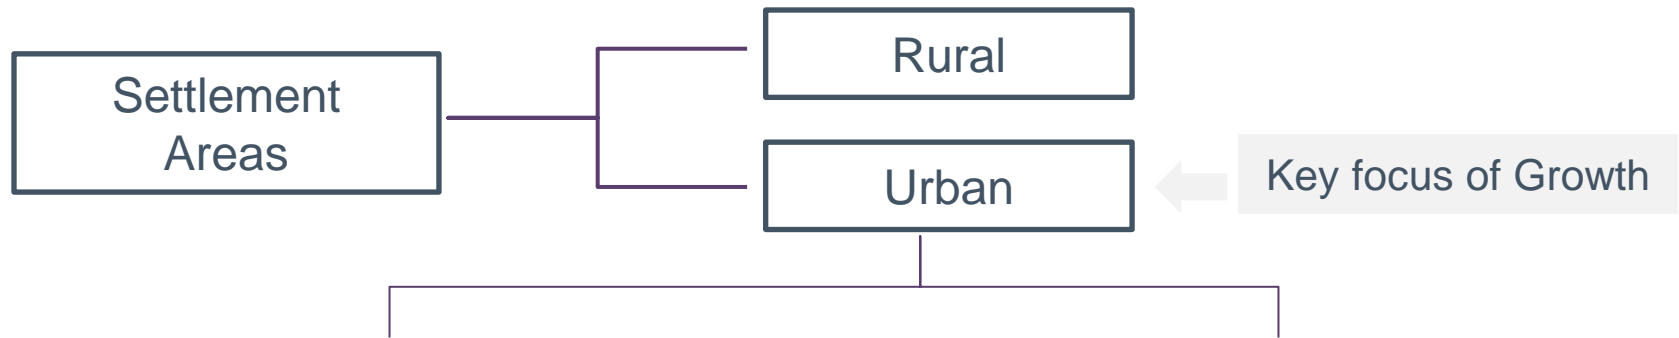 Settlement
Areas
Rural
Urban
Key focus of Growth